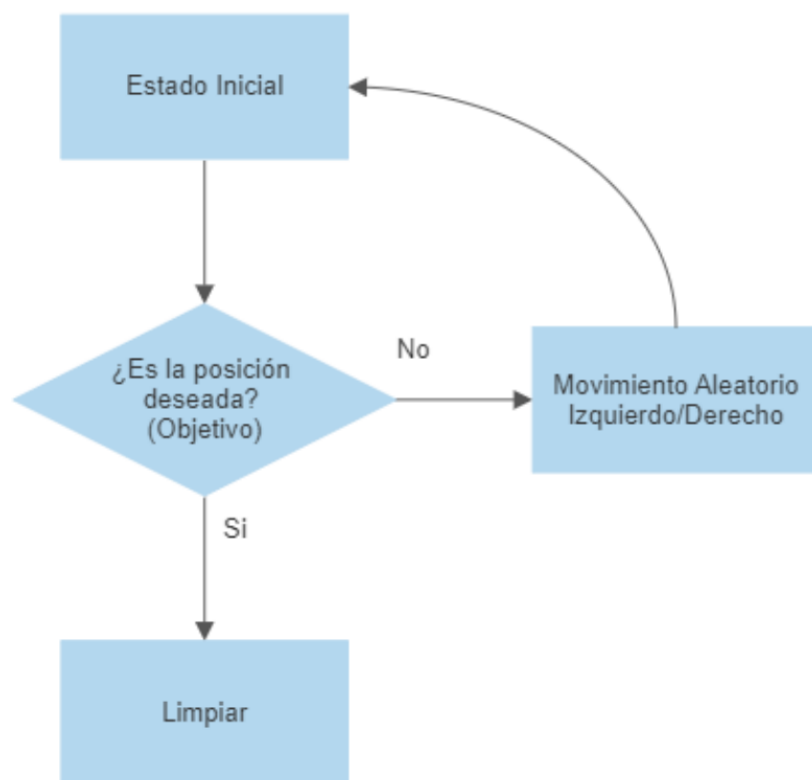 Estado Inicial
¿Es la posición
deseada?
(Objetivo)
No
Movimiento Aleatorio
Izquierdo/Derecho
Si
Limpiar